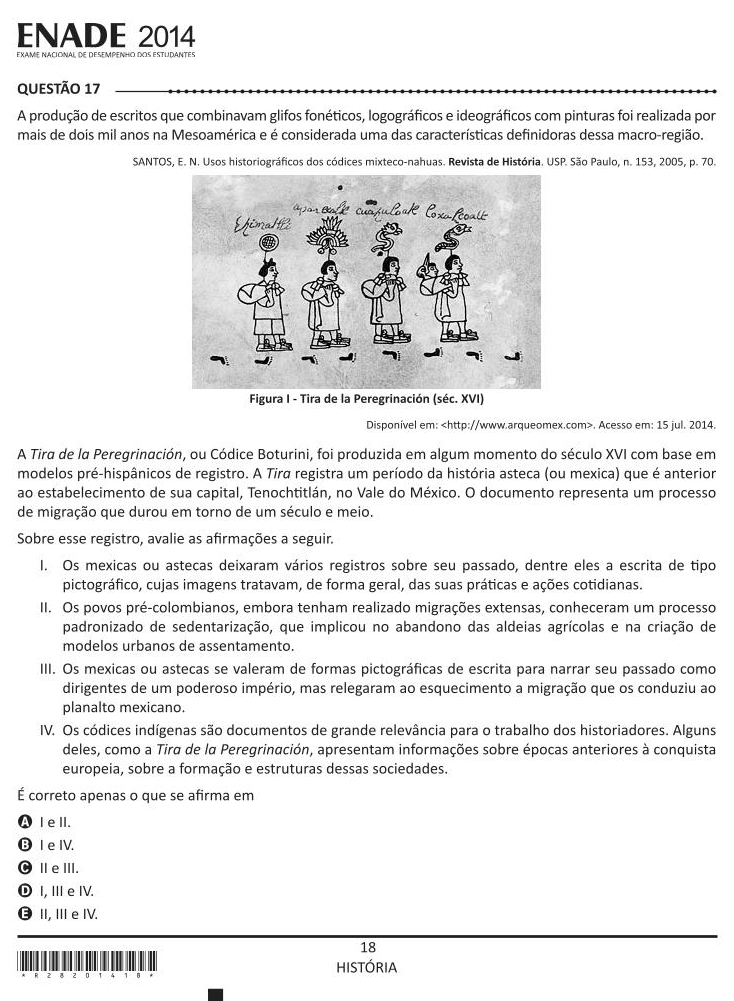 ENADE 2014
EXAME NACIONAL DE DESEMPENHO DOS ESTUDANTES
QUESTÃO 17
A produção de escritos que combinavam glifos fonéticos, logográficos e ideográficos com pinturas foi realizada por
mais de dois mil anos na Mesoamérica e é considerada uma das características definidoras dessa macro-região.
SANTOS, E. N. Usos historiográficos dos códices mixteco-nahuas. Revista de História. USP. São Paulo, n. 153, 2005, p. 70.
Figura I - Tira de la Peregrinación (séc. XVI)
Disponível em: <http://www.arqueomex.com>. Acesso em: 15 jul. 2014.
A Tira de la Peregrinación, ou Códice Boturini, foi produzida em algum momento do século XVI com base em
modelos pré-hispânicos de registro. A Tira registra um período da história asteca (ou mexica) que é anterior
ao estabelecimento de sua capital, Tenochtitlán, no Vale do México. O documento representa um processo
de migração que durou em torno de um século e meio.
Sobre esse registro, avalie as afirmações a seguir.
I. Os mexicas ou astecas deixaram vários registros sobre seu passado, dentre eles a escrita de tipo
pictográfico, cujas imagens tratavam, de forma geral, das suas práticas e ações cotidianas.
II. Os povos pré-colombianos, embora tenham realizado migrações extensas, conheceram um processo
padronizado de sedentarização, que implicou no abandono das aldeias agrícolas e na criação de
modelos urbanos de assentamento.
III. Os mexicas ou astecas se valeram de formas pictográficas de escrita para narrar seu passado como
dirigentes de um poderoso império, mas relegaram ao esquecimento a migração que os conduziu ao
planalto mexicano.
IV. Os códices indígenas são documentos de grande relevância para o trabalho dos historiadores. Alguns
deles, como a Tira de la Peregrinación, apresentam informações sobre épocas anteriores à conquista
europeia, sobre a formação e estruturas dessas sociedades.
É correto apenas o que se afirma em
A I e II.
B I e IV.
C II e III.
D I, III e IV.
E II, III e IV.
18
HISTÓRIA
* R 2 8 2 0 1 4 1 8 *